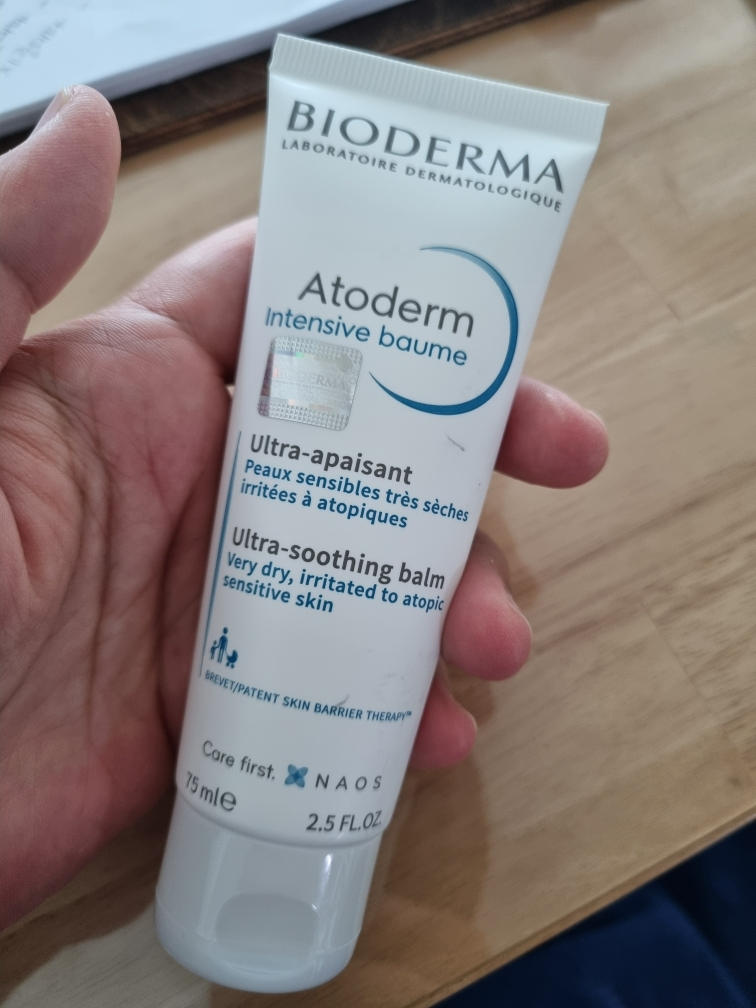 BIODERMA
LABORATOIRE DERMATOLOGIQUE
Atoderm
Intensive baume
BIODERMA
Ultra-apaisant
Peaux sensibles très sèches
irritées à atopiques
Ultra-soothing balm
Very dry, irritated to atopic
sensitive skin
BREVET/PATENT SKIN BARRIER THERAPY™
Care first. NAOS
75 ml℮
2.5 FL.OZ.